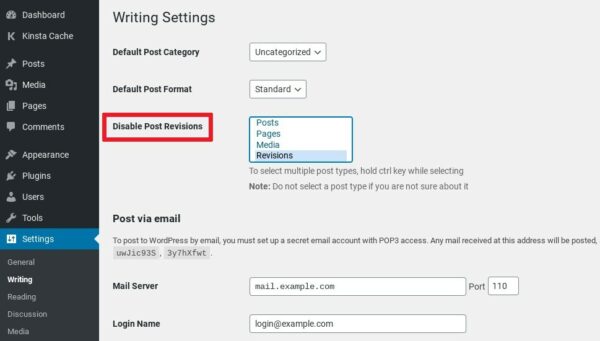 Dashboard
Kinsta Cache
Posts
Media
Pages
Comments
Appearance
Plugins
Users
Tools
Settings
General
Writing
Reading
Discussion
Media
Writing Settings
Default Post Category Uncategorized
Default Post Format Standard
Disable Post Revisions
Posts
Pages
Media
Revisions
To select multiple post types, hold ctrl key while selecting
Note: Do not select a post type if you are not sure about it
Post via email
To post to WordPress by email, you must set up a secret email account with POP3 access. Any mail received at this address will be posted,
uwJic93S , 3y7hXfwt .
Mail Server mail.example.com Port 110
Login Name login@example.com